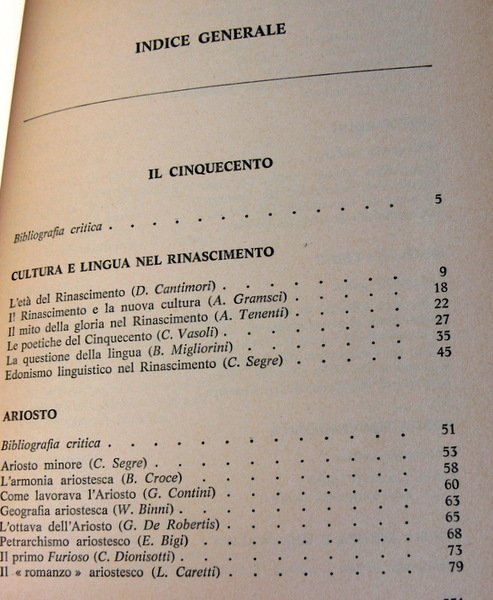 INDICE GENERALE
IL CINQUECENTO
Bibliografia critica . . . . . . . . . . . . 5
CULTURA E LINGUA NEL RINASCIMENTO
L'età del Rinascimento (D. Cantimori) . . . . . . . 9
Il Rinascimento e la nuova cultura (A. Gramsci) . . . . . 18
Il mito della gloria nel Rinascimento (A. Tenenti) . . . . . 22
Le poetiche del Cinquecento (C. Vasoli) . . . . . . . 27
La questione della lingua (B. Migliorini) . . . . . . . 35
Edonismo linguistico nel Rinascimento (C. Segre) . . . . . 45
ARIOSTO
Bibliografia critica . . . . . . . . . . . . 51
Ariosto minore (C. Segre) . . . . . . . . . . 53
L'armonia ariostesca (B. Croce) . . . . . . . . . 58
Come lavorava l'Ariosto (G. Contini) . . . . . . . . 60
Geografia ariostesca (W. Binni) . . . . . . . . . 63
L'ottava dell'Ariosto (G. De Robertis) . . . . . . . . 65
Petrarchismo ariostesco (E. Bigi) . . . . . . . . . 68
Il primo Furioso (C. Dionisotti) . . . . . . . . . 73
Il « romanzo » ariostesco (L. Caretti) . . . . . . . . 79